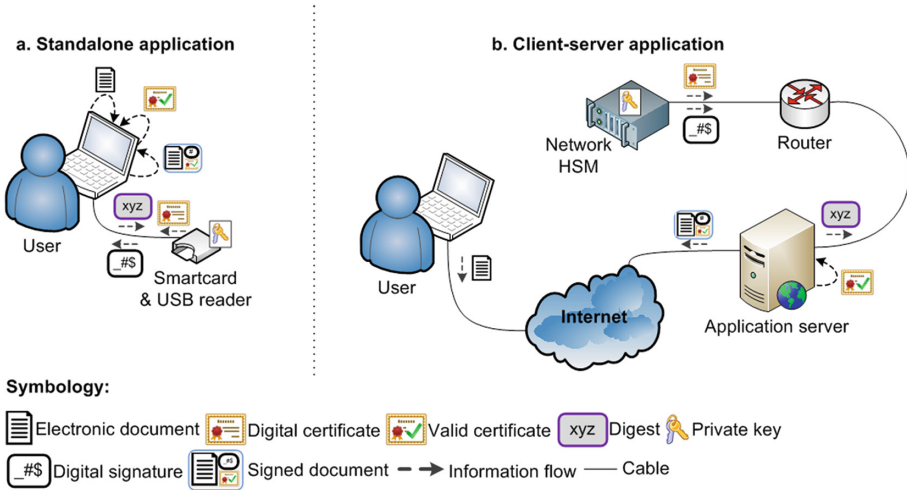 a. Standalone application
User
xyz
_#$
Smartcard
& USB reader
b. Client-server application
Network
HSM
_#$
Router
User
Internet
xyz
Application server
Symbology:
Electronic document
Digital certificate
Valid certificate
xyz
Digest
Private key
_#$
Digital signature
Signed document
Information flow
Cable